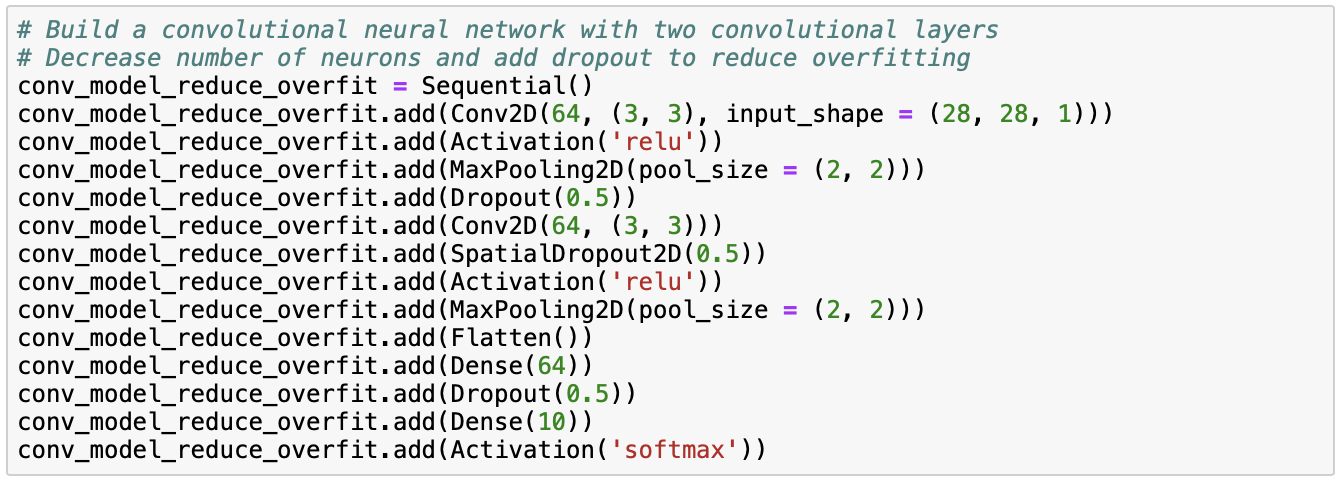 # Build a convolutional neural network with two convolutional layers
# Decrease number of neurons and add dropout to reduce overfitting
conv_model_reduce_overfit = Sequential()
conv_model_reduce_overfit.add(Conv2D(64, (3, 3), input_shape = (28, 28, 1)))
conv_model_reduce_overfit.add(Activation('relu'))
conv_model_reduce_overfit.add(MaxPooling2D(pool_size = (2, 2)))
conv_model_reduce_overfit.add(Dropout(0.5))
conv_model_reduce_overfit.add(Conv2D(64, (3, 3)))
conv_model_reduce_overfit.add(SpatialDropout2D(0.5))
conv_model_reduce_overfit.add(Activation('relu'))
conv_model_reduce_overfit.add(MaxPooling2D(pool_size = (2, 2)))
conv_model_reduce_overfit.add(Flatten())
conv_model_reduce_overfit.add(Dense(64))
conv_model_reduce_overfit.add(Dropout(0.5))
conv_model_reduce_overfit.add(Dense(10))
conv_model_reduce_overfit.add(Activation('softmax'))